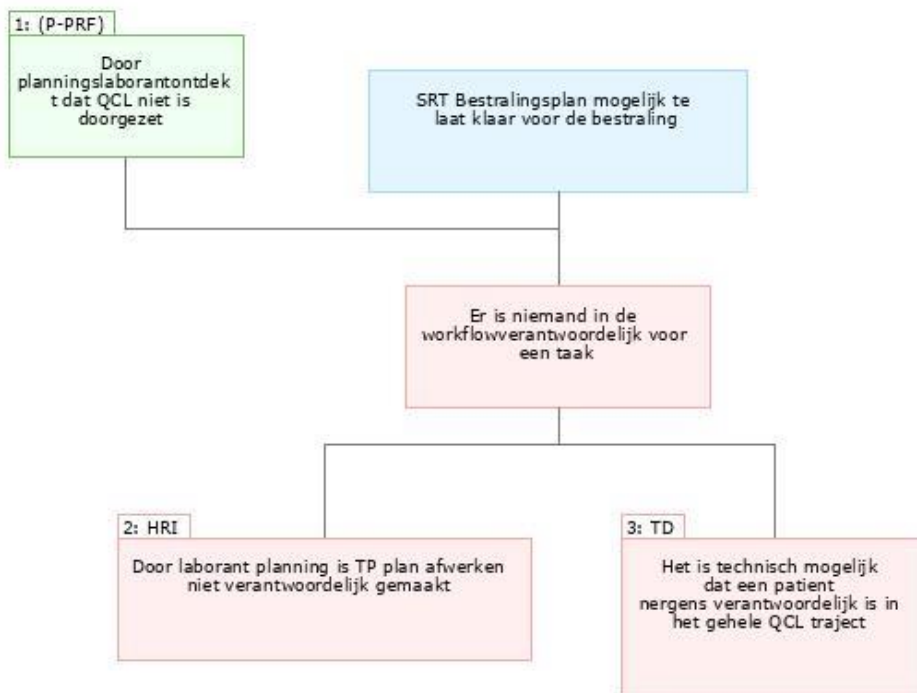 1: (P-PRF)
Door
planningslaborantontdek
t dat QCL niet is
doorgezet
SRT Bestralingsplan mogelijk te
laat klaar voor de bestraling
Er is niemand in de
workflowverantwoordelijk voor
een taak
2: HRI
Door laborant planning is TP plan afwerken
niet verantwoordelijk gemaakt
3: TD
Het is technisch mogelijk
dat een patient
nergens verantwoordelijk is in
het gehele QCL traject